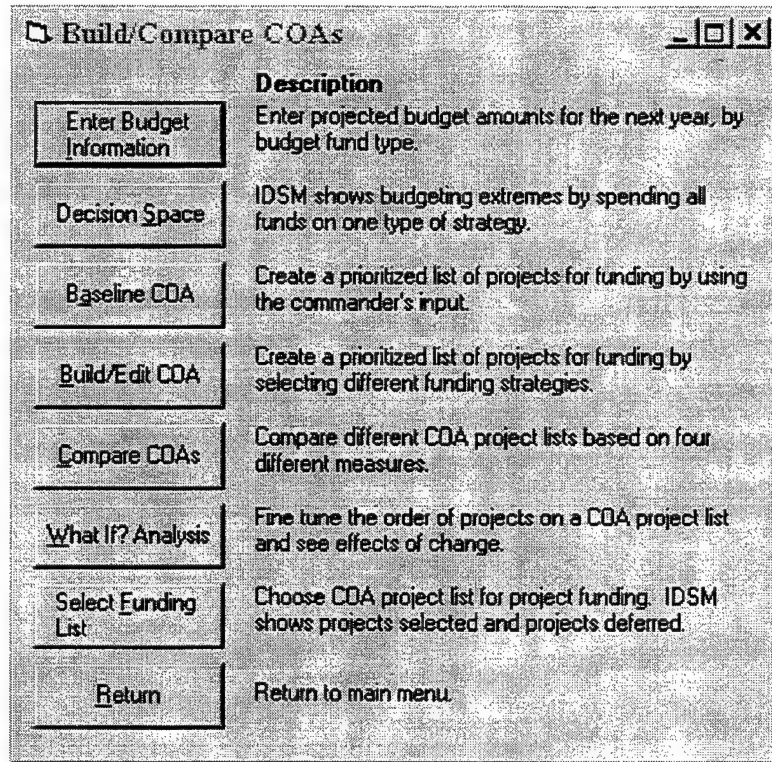 Build/Compare COAs
Description
Enter Budget
Information
Enter projected budget amounts for the next year, by
budget fund type.
Decision Space
IDSM shows budgeting extremes by spending all
funds on one type of strategy.
Baseline COA
Create a prioritized list of projects for funding by using
the commander's input.
Build/Edit COA
Create a prioritized list of projects for funding by
selecting different funding strategies.
Compare COAs
Compare different COA project lists based on four
different measures.
What If? Analysis
Fine tune the order of projects on a COA project list
and see effects of change.
Select Funding
List
Choose COA project list for project funding.  IDSM
shows projects selected and projects deferred.
Return
Return to main menu.